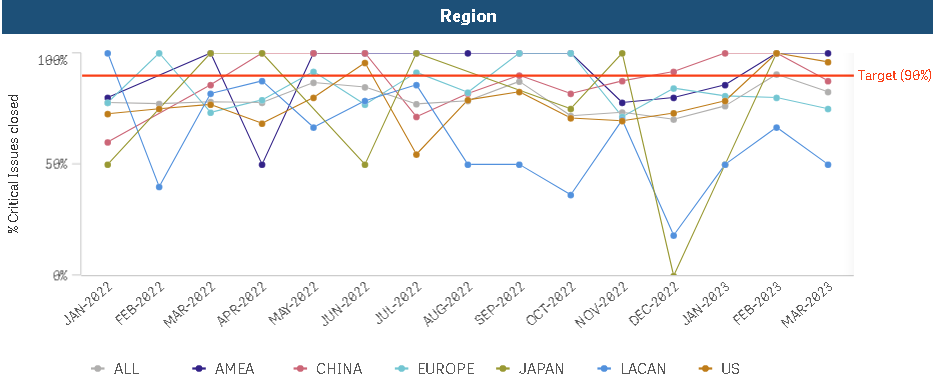 Region
100%
Target (90%)
50%
0%
% Critical Issues closed
JAN-2022
FEB-2022
MAR-2022
APR-2022
MAY-2022
JUN-2022
JUL-2022
AUG-2022
SEP-2022
OCT-2022
NOV-2022
DEC-2022
JAN-2023
FEB-2023
MAR-2023
ALL AMEA CHINA EUROPE JAPAN LACAN US